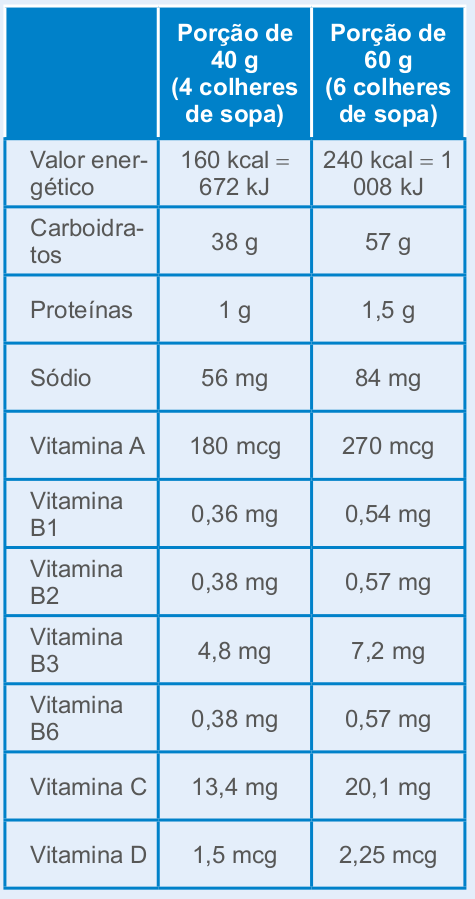 Porção de
40 g
(4 colheres
de sopa)
Porção de
60 g
(6 colheres
de sopa)
Valor ener-
gético
160 kcal =
672 kJ
240 kcal = 1
008 kJ
Carboidra-
tos
38 g
57 g
Proteínas
1 g
1,5 g
Sódio
56 mg
84 mg
Vitamina A
180 mcg
270 mcg
Vitamina
B1
0,36 mg
0,54 mg
Vitamina
B2
0,38 mg
0,57 mg
Vitamina
B3
4,8 mg
7,2 mg
Vitamina
B6
0,38 mg
0,57 mg
Vitamina C
13,4 mg
20,1 mg
Vitamina D
1,5 mcg
2,25 mcg